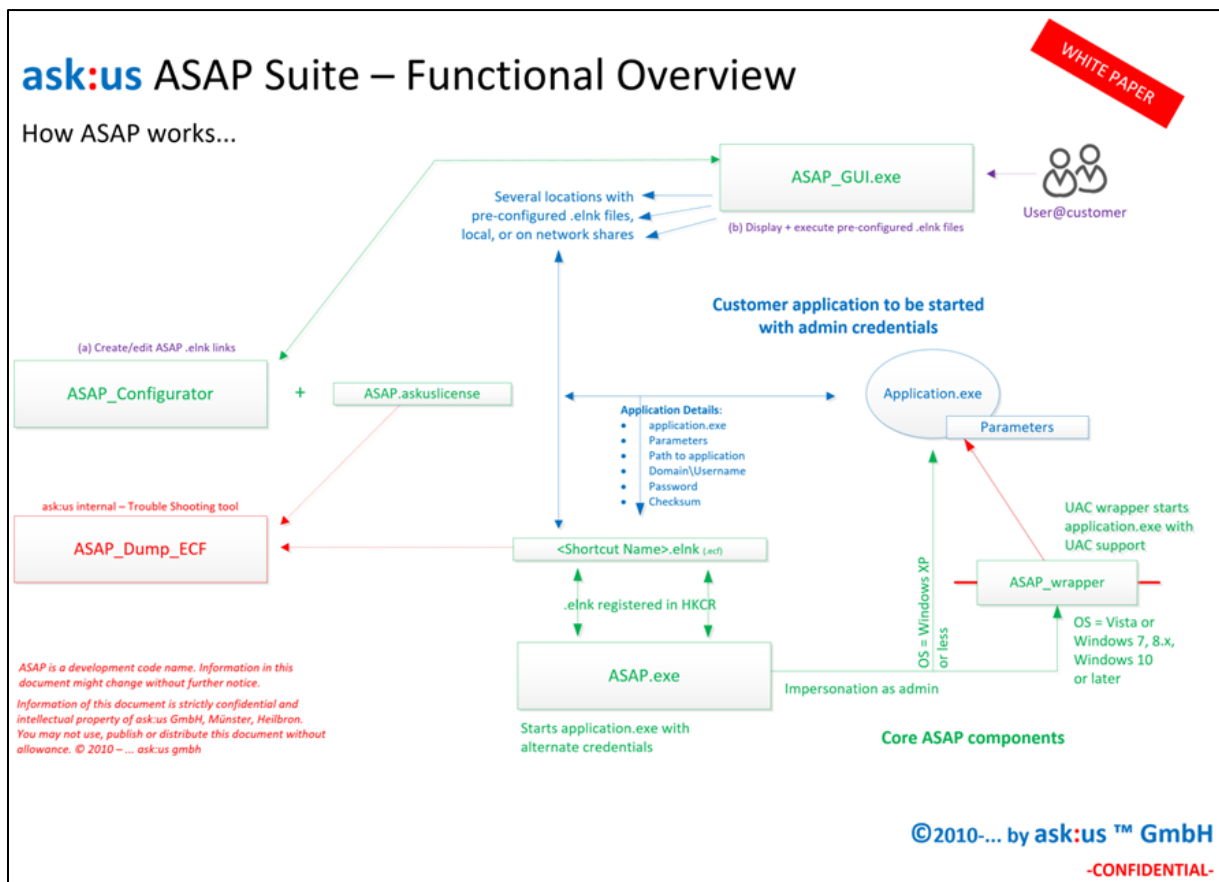 ask:us ASAP Suite – Functional Overview
WHITE PAPER
How ASAP works...
ASAP_GUI.exe
User@customer
Several locations with
pre-configured .elnk files,
local, or on network shares
(b) Display + execute pre-configured .elnk files
Customer application to be started
with admin credentials
(a) Create/edit ASAP .elnk links
ASAP_Configurator
+
ASAP.askuslicense
Application.exe
Parameters
Application Details:
• application.exe
• Parameters
• Path to application
• Domain\Username
• Password
• Checksum
ask:us internal – Trouble Shooting tool
ASAP_Dump_ECF
<Shortcut Name>.elnk (.ecf)
UAC wrapper starts
application.exe with
UAC support
ASAP_wrapper
.elnk registered in HKCR
OS = Windows XP
or less
OS = Vista or
Windows 7, 8.x,
Windows 10
or later
ASAP.exe
Impersonation as admin
Starts application.exe with
alternate credentials
Core ASAP components
ASAP is a development code name. Information in this
document might change without further notice.
Information of this document is strictly confidential and
intellectual property of ask:us GmbH, Münster, Heilbron.
You may not use, publish or distribute this document without
allowance. © 2010 – ... ask:us gmbh
©2010-... by ask:us ™ GmbH
-CONFIDENTIAL-